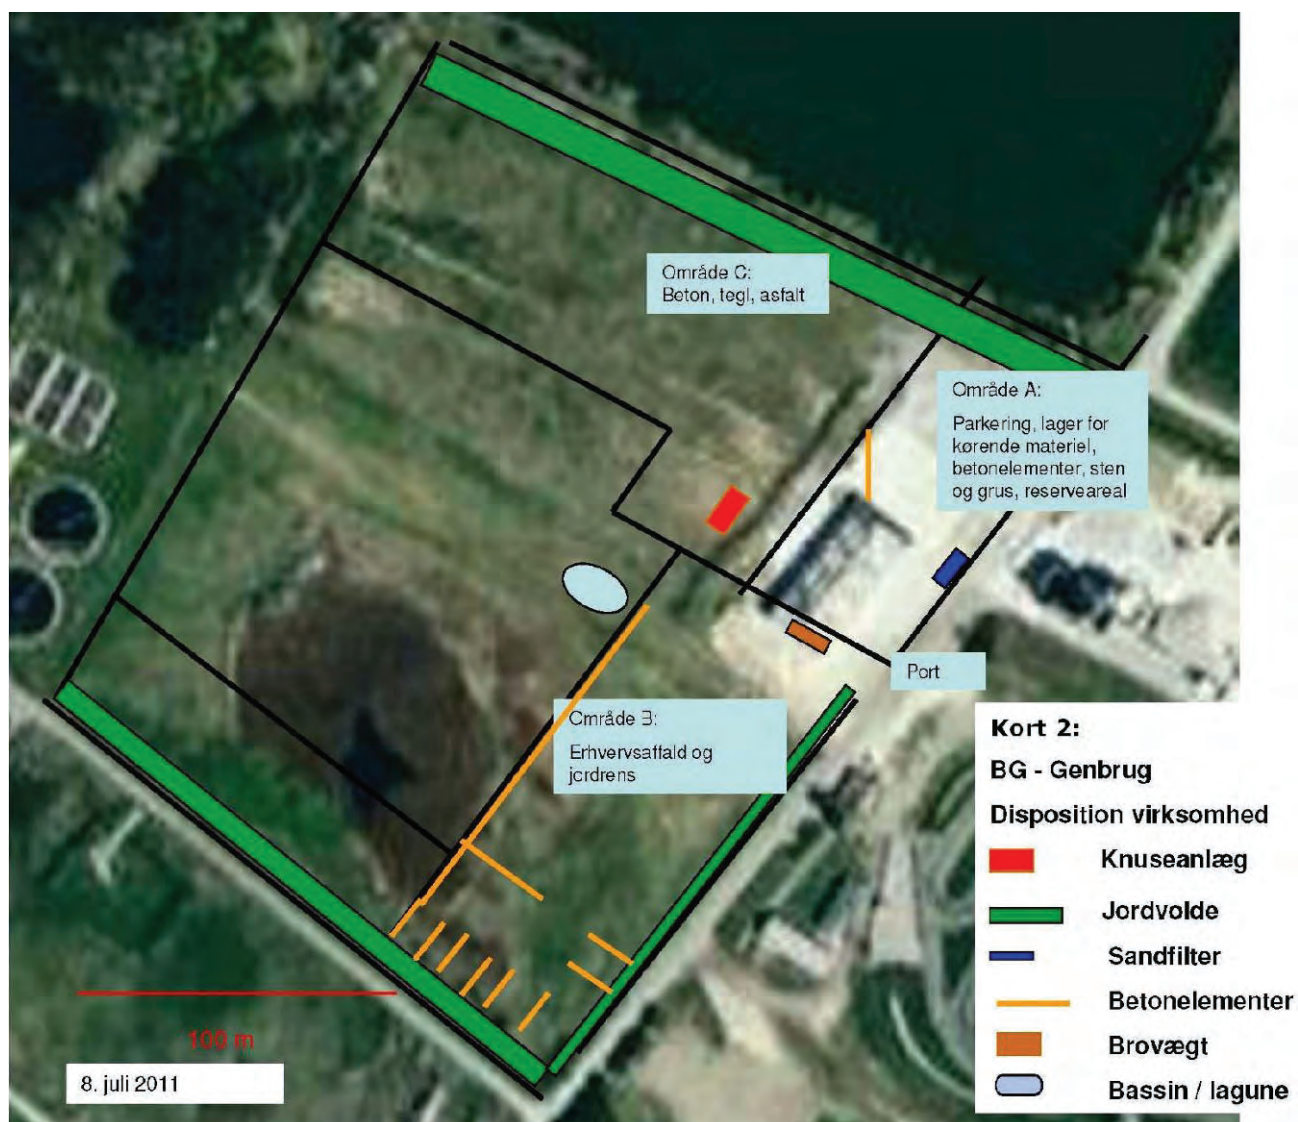 Område C:
Beton, tegl, asfalt
Område A:
Parkering, lager for
kørende materiel,
betonelementer, sten
og grus, reserveareal
Port
Område B:
Erhvervsaffald og
jordrens
100 m
8. juli 2011
Kort 2:
BG - Genbrug
Disposition virksomhed
Knuseanlæg
Jordvolde
Sandfilter
Betonelementer
Brovægt
Bassin / lagune